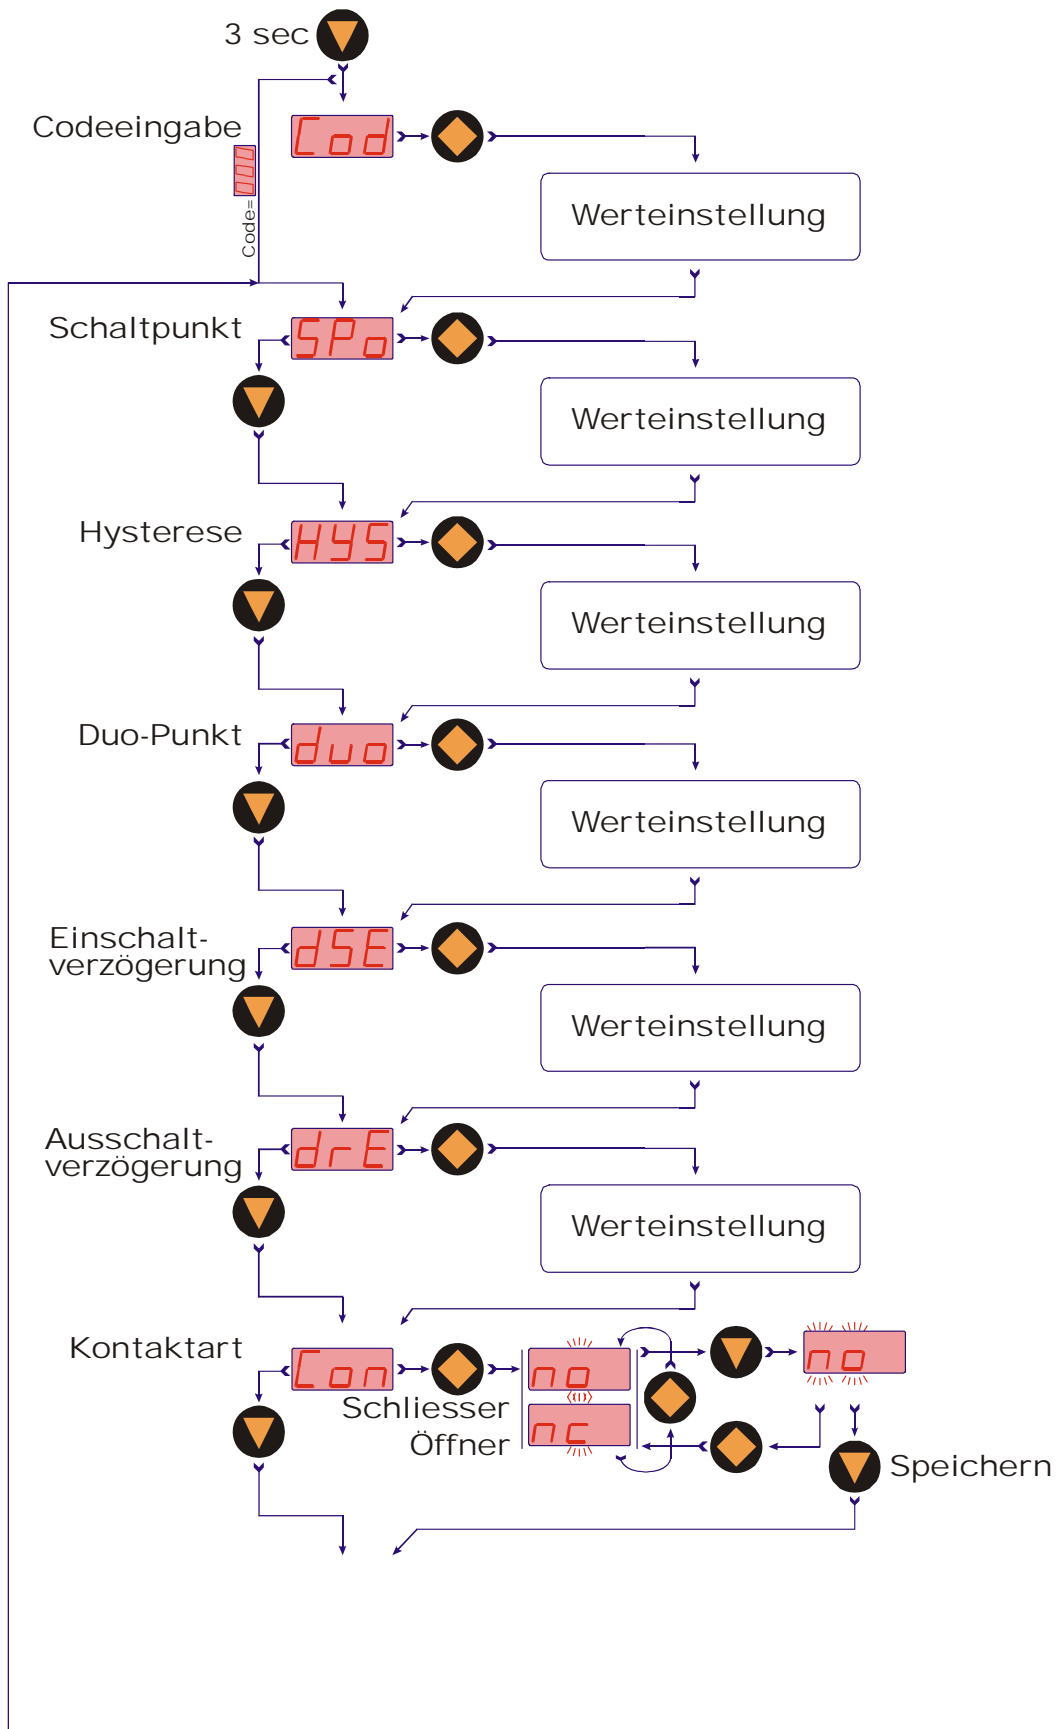 3 sec
Codeeingabe
Cod
Code=000
Werteinstellung
Schaltpunkt
SPo
Werteinstellung
Hysterese
HYS
Werteinstellung
Duo-Punkt
duo
Werteinstellung
Einschalt-
verzögerung
dSE
Werteinstellung
Ausschalt-
verzögerung
drE
Werteinstellung
Kontaktart
Con
no
no
Schliesser
nc
Öffner
Speichern